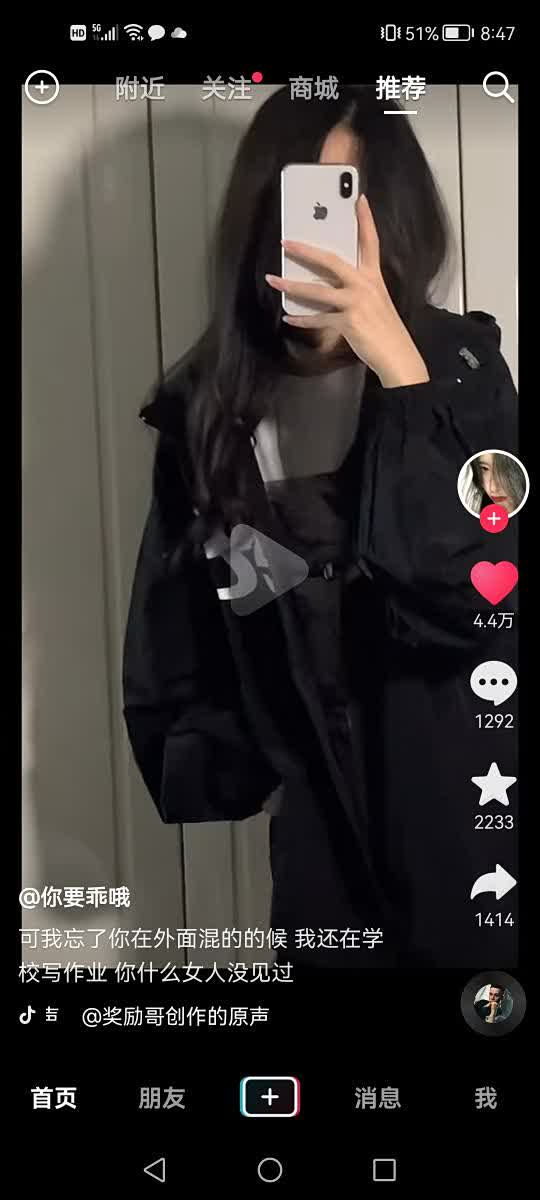 HD 5G 51% 8:47
附近 关注 商城 推荐
4.4万
1292
2233
1414
@你要乖哦
可我忘了你在外面混的的候 我还在学
校写作业 你什么女人没见过
@奖励哥创作的原声
首页 朋友 消息 我